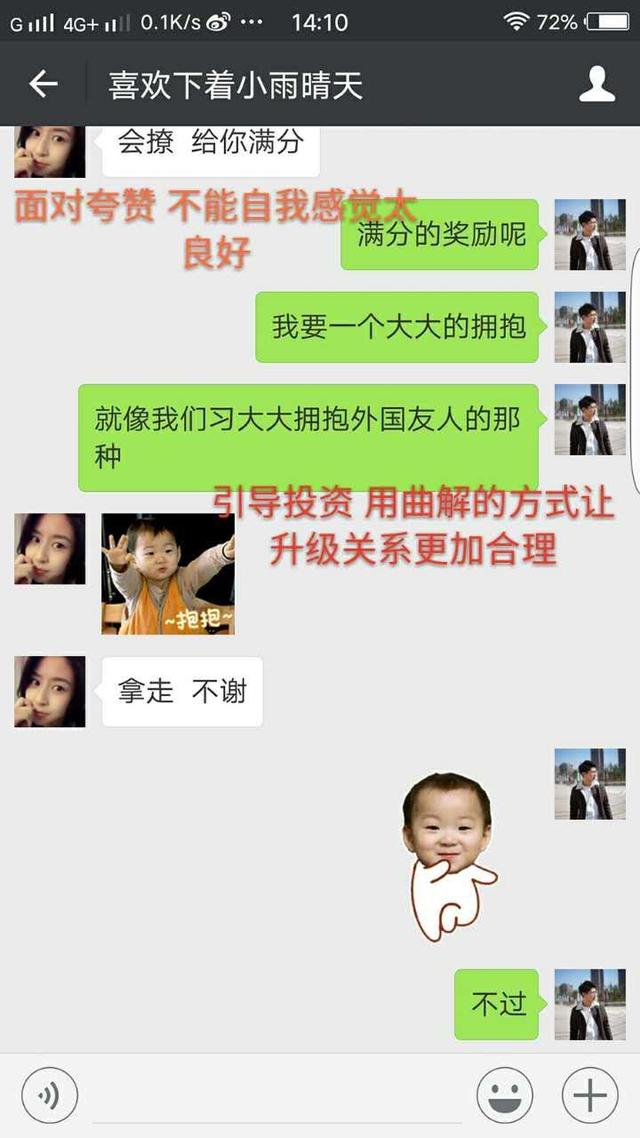 G 4G+ 0.1K/s ··· 14:10 72%
喜欢下着小雨晴天
会撩 给你满分
面对夸赞 不能自我感觉太
良好
满分的奖励呢
我要一个大大的拥抱
就像我们习大大拥抱外国友人的那
种
引导投资 用曲解的方式让
升级关系更加合理
~抱抱~
拿走 不谢
不过